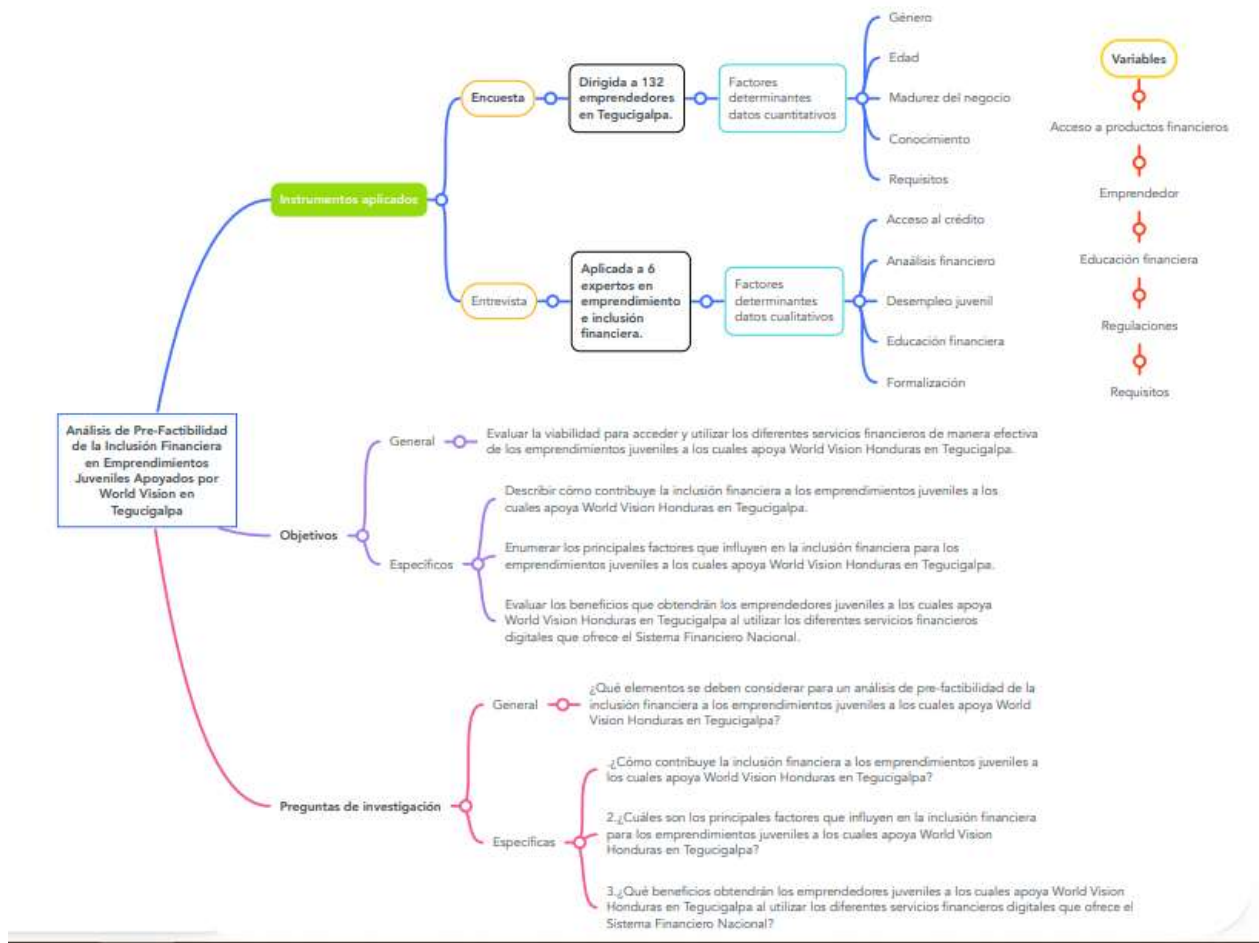 Análisis de Pre-Factibilidad
de la Inclusión Financiera
en Emprendimientos
Juveniles Apoyados por
World Vision en
Tegucigalpa
Instrumentos aplicados
Encuesta
Dirigida a 132
emprendedores
en Tegucigalpa.
Factores
determinantes
datos cuantitativos
Género
Edad
Madurez del negocio
Conocimiento
Requisitos
Entrevista
Aplicada a 6
expertos en
emprendimiento
e inclusión
financiera.
Factores
determinantes
datos cualitativos
Acceso al crédito
Anaálisis financiero
Desempleo juvenil
Educación financiera
Formalización
Variables
Acceso a productos financieros
Emprendedor
Educación financiera
Regulaciones
Requisitos
Objetivos
General
Evaluar la viabilidad para acceder y utilizar los diferentes servicios financieros de manera efectiva
de los emprendimientos juveniles a los cuales apoya World Vision Honduras en Tegucigalpa.
Específicos
Describir cómo contribuye la inclusión financiera a los emprendimientos juveniles a los
cuales apoya World Vision Honduras en Tegucigalpa.
Enumerar los principales factores que influyen en la inclusión financiera para los
emprendimientos juveniles a los cuales apoya World Vision Honduras en Tegucigalpa.
Evaluar los beneficios que obtendrán los emprendedores juveniles a los cuales apoya
World Vision Honduras en Tegucigalpa al utilizar los diferentes servicios financieros
digitales que ofrece el Sistema Financiero Nacional.
Preguntas de investigación
General
¿Qué elementos se deben considerar para un análisis de pre-factibilidad de la
inclusión financiera a los emprendimientos juveniles a los cuales apoya World
Vision Honduras en Tegucigalpa?
Específicas
.¿Cómo contribuye la inclusión financiera a los emprendimientos juveniles a
los cuales apoya World Vision Honduras en Tegucigalpa?
2.¿Cuáles son los principales factores que influyen en la inclusión financiera
para los emprendimientos juveniles a los cuales apoya World Vision
Honduras en Tegucigalpa?
3.¿Qué beneficios obtendrán los emprendedores juveniles a los cuales apoya World Vision
Honduras en Tegucigalpa al utilizar los diferentes servicios financieros digitales que ofrece el
Sistema Financiero Nacional?